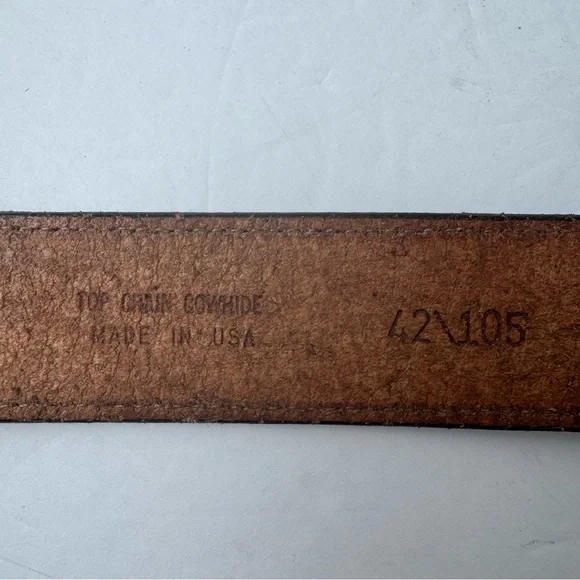 TOP GRAIN COWHIDE
MADE IN USA
42\105